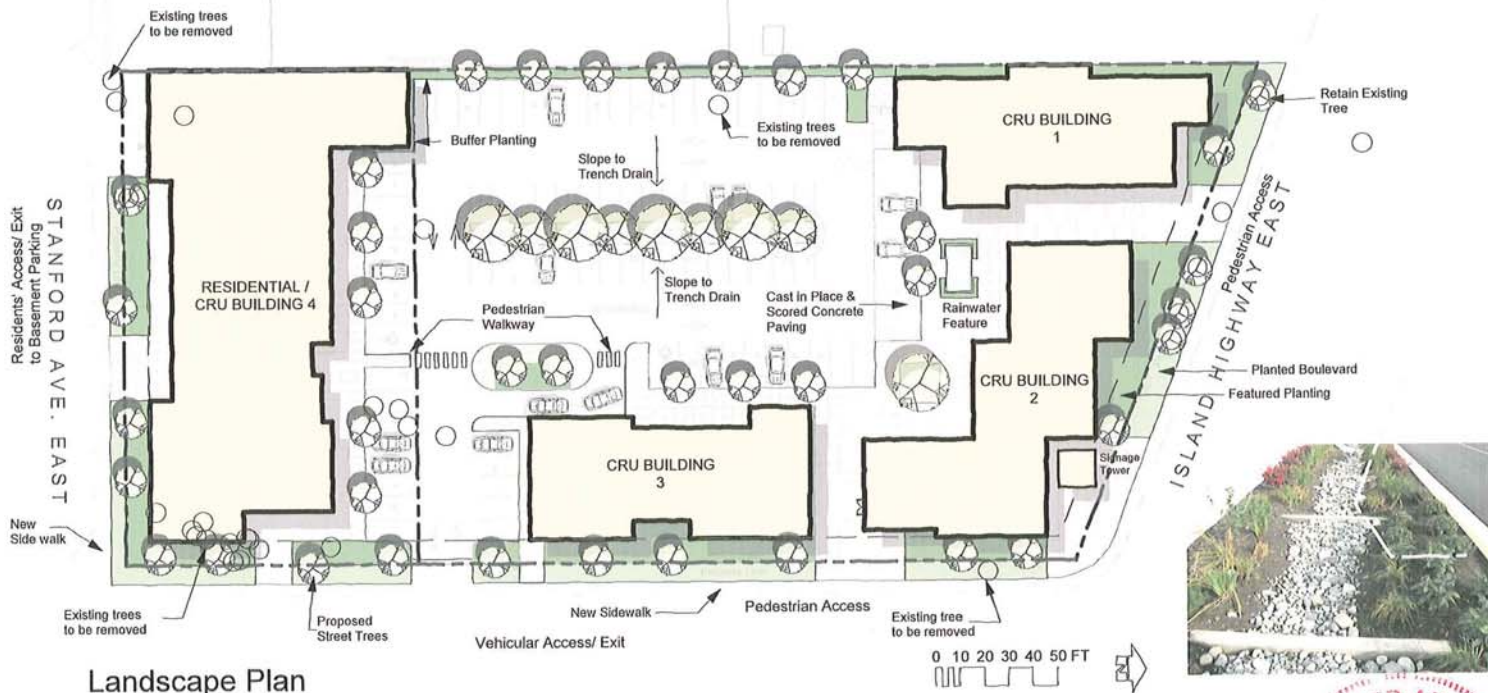 Existing trees
to be removed
Buffer Planting
Existing trees
to be removed
CRU BUILDING
1
Retain Existing
Tree
Slope to
Trench Drain
Pedestrian Access
ISLAND HIGHWAY EAST
Residents' Access/ Exit
to Basement Parking
STANFORD AVE. EAST
RESIDENTIAL /
CRU BUILDING 4
Slope to
Trench Drain
Cast in Place &
Scored Concrete
Paving
Rainwater
Feature
Pedestrian
Walkway
CRU BUILDING
2
Planted Boulevard
Featured Planting
CRU BUILDING
3
Signage
Tower
New
Side walk
Existing trees
to be removed
Proposed
Street Trees
Vehicular Access/ Exit
New Sidewalk
Pedestrian Access
Existing tree
to be removed
0 10 20 30 40 50 FT
N
Landscape Plan